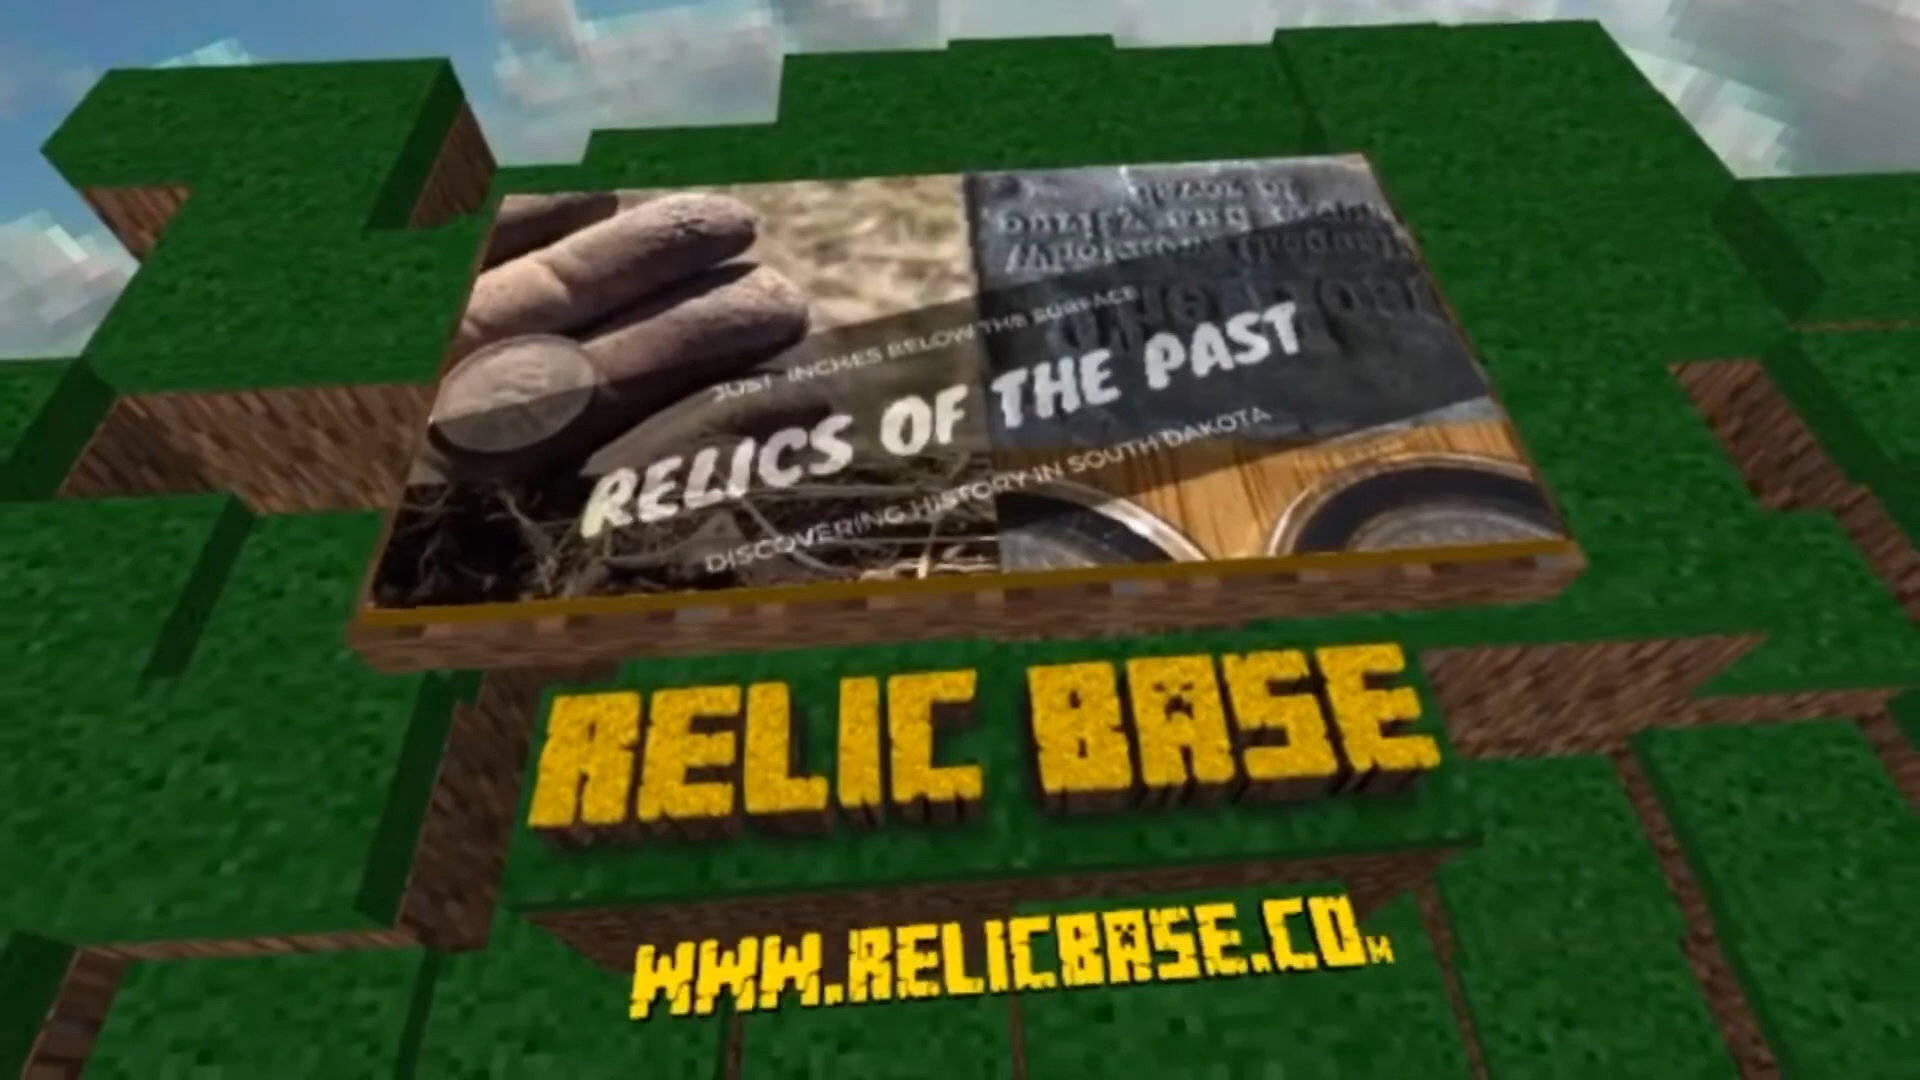 JUST INCHES BELOW THE SURFACE
RELICS OF THE PAST
DISCOVERING HISTORY IN SOUTH DAKOTA
RELIC BASE
WWW.RELICBASE.COM